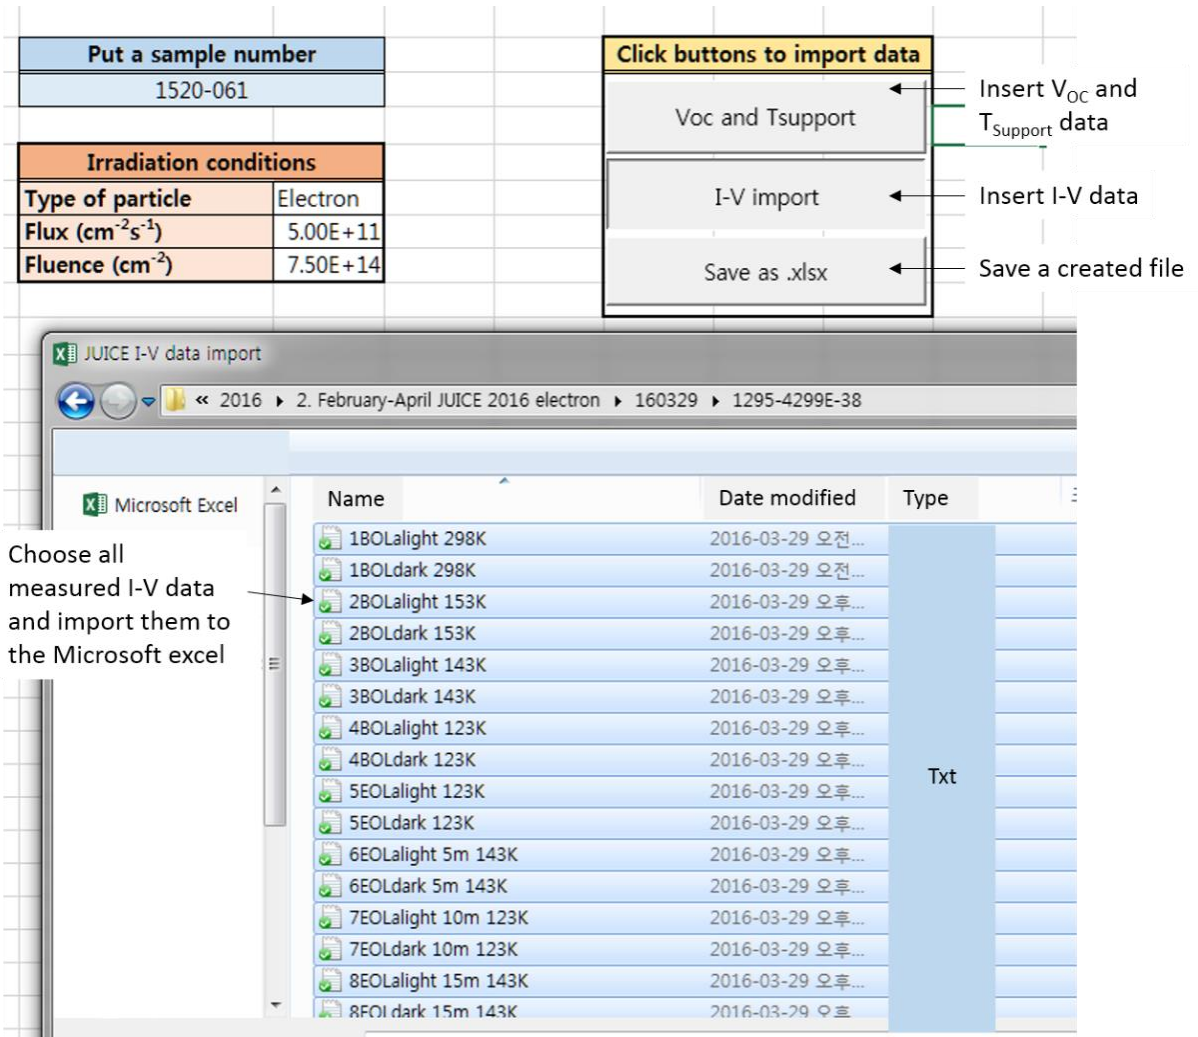 Put a sample number
1520-061
Irradiation conditions
Type of particle Electron
Flux (cm⁻²s⁻¹) 5.00E+11
Fluence (cm⁻²) 7.50E+14
Click buttons to import data
Voc and Tsupport
I-V import
Save as .xlsx
Insert V_OC and
T_Support data
Insert I-V data
Save a created file
JUICE I-V data import
« 2016 ▸ 2. February-April JUICE 2016 electron ▸ 160329 ▸ 1295-4299E-38
Microsoft Excel
Choose all
measured I-V data
and import them to
the Microsoft excel
Name Date modified Type
1BOLalight 298K 2016-03-29 오전...
1BOLdark 298K 2016-03-29 오전...
2BOLalight 153K 2016-03-29 오후...
2BOLdark 153K 2016-03-29 오후...
3BOLalight 143K 2016-03-29 오후...
3BOLdark 143K 2016-03-29 오후...
4BOLalight 123K 2016-03-29 오후...
4BOLdark 123K 2016-03-29 오후...
5EOLalight 123K 2016-03-29 오후...
5EOLdark 123K 2016-03-29 오후...
6EOLalight 5m 143K 2016-03-29 오후...
6EOLdark 5m 143K 2016-03-29 오후...
7EOLalight 10m 123K 2016-03-29 오후...
7EOLdark 10m 123K 2016-03-29 오후...
8EOLalight 15m 143K 2016-03-29 오후...
8EOLdark 15m 143K 2016-03-29 오후
Txt